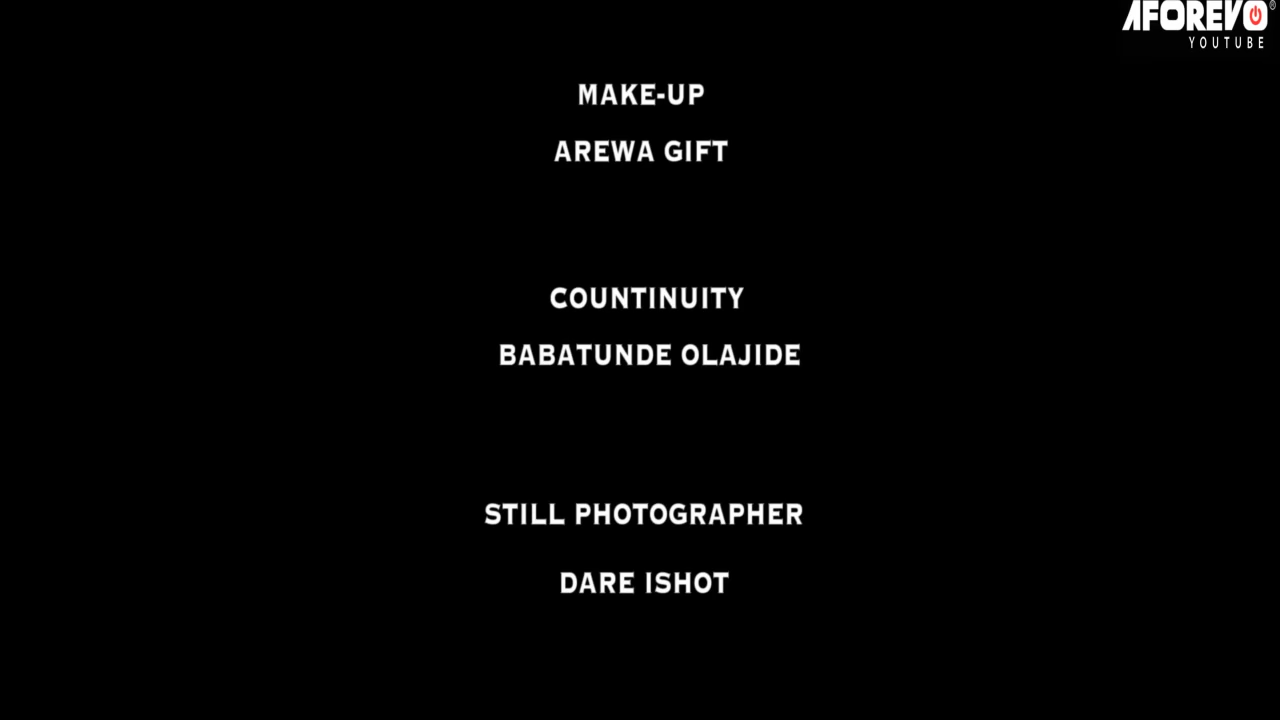 AFOREVO®
YOUTUBE
MAKE-UP
AREWA GIFT
COUNTINUITY
BABATUNDE OLAJIDE
STILL PHOTOGRAPHER
DARE ISHOT